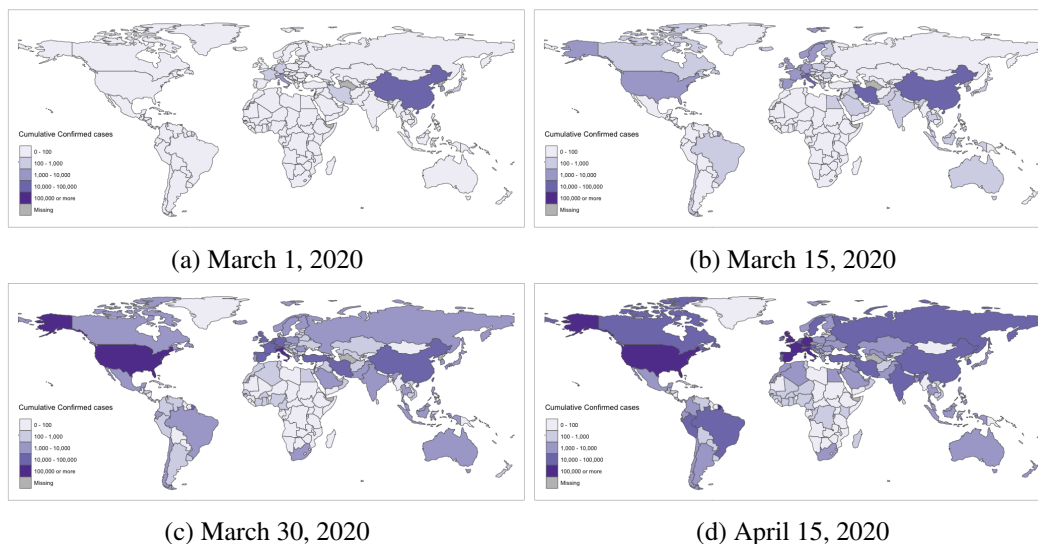 Cumulative Confirmed cases
0 - 100
100 - 1,000
1,000 - 10,000
10,000 - 100,000
100,000 or more
Missing
(a) March 1, 2020
Cumulative Confirmed cases
0 - 100
100 - 1,000
1,000 - 10,000
10,000 - 100,000
100,000 or more
Missing
(b) March 15, 2020
Cumulative Confirmed cases
0 - 100
100 - 1,000
1,000 - 10,000
10,000 - 100,000
100,000 or more
Missing
(c) March 30, 2020
Cumulative Confirmed cases
0 - 100
100 - 1,000
1,000 - 10,000
10,000 - 100,000
100,000 or more
Missing
(d) April 15, 2020